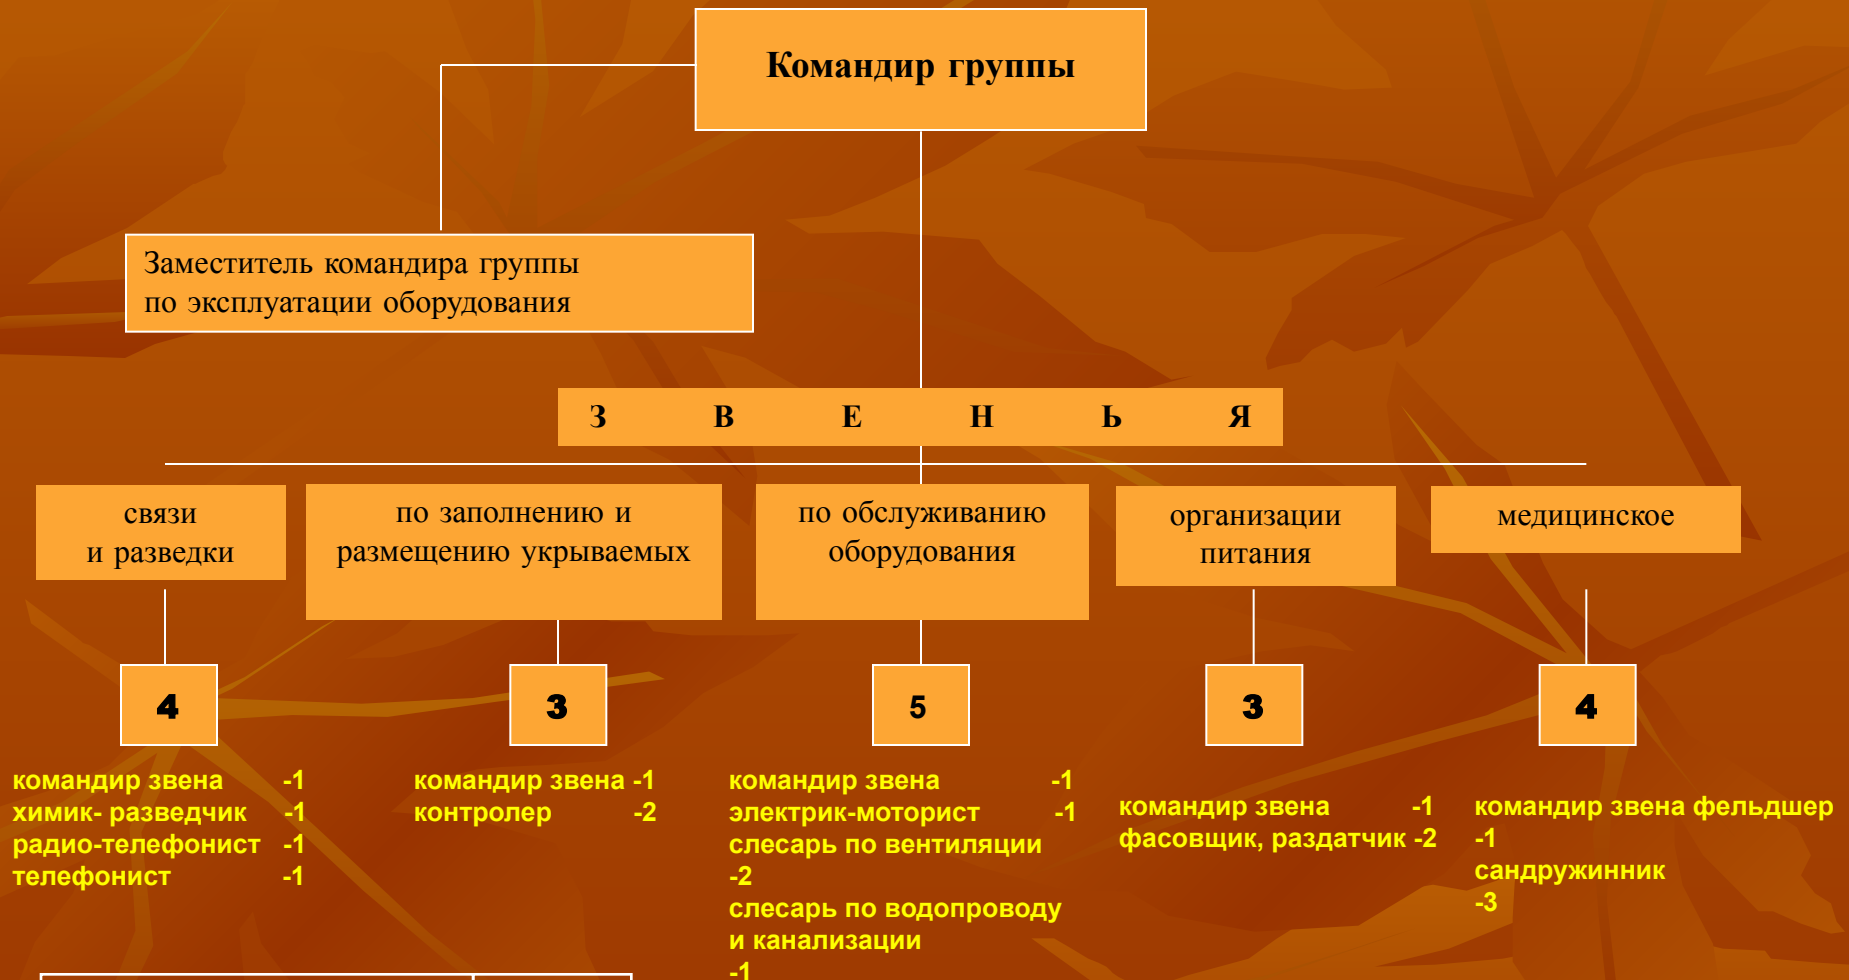 Командир группы
Заместитель командира группы
по эксплуатации оборудования
З В Е Н Ь Я
связи
и разведки
по заполнению и
размещению укрываемых
по обслуживанию
оборудования
организации
питания
медицинское
4
3
5
3
4
командир звена -1
химик- разведчик -1
радио-телефонист -1
телефонист -1
командир звена -1
контролер -2
командир звена -1
электрик-моторист -1
слесарь по вентиляции
-2
слесарь по водопроводу
и канализации
-1
командир звена -1
фасовщик, раздатчик -2
командир звена фельдшер
-1
сандружинник
-3